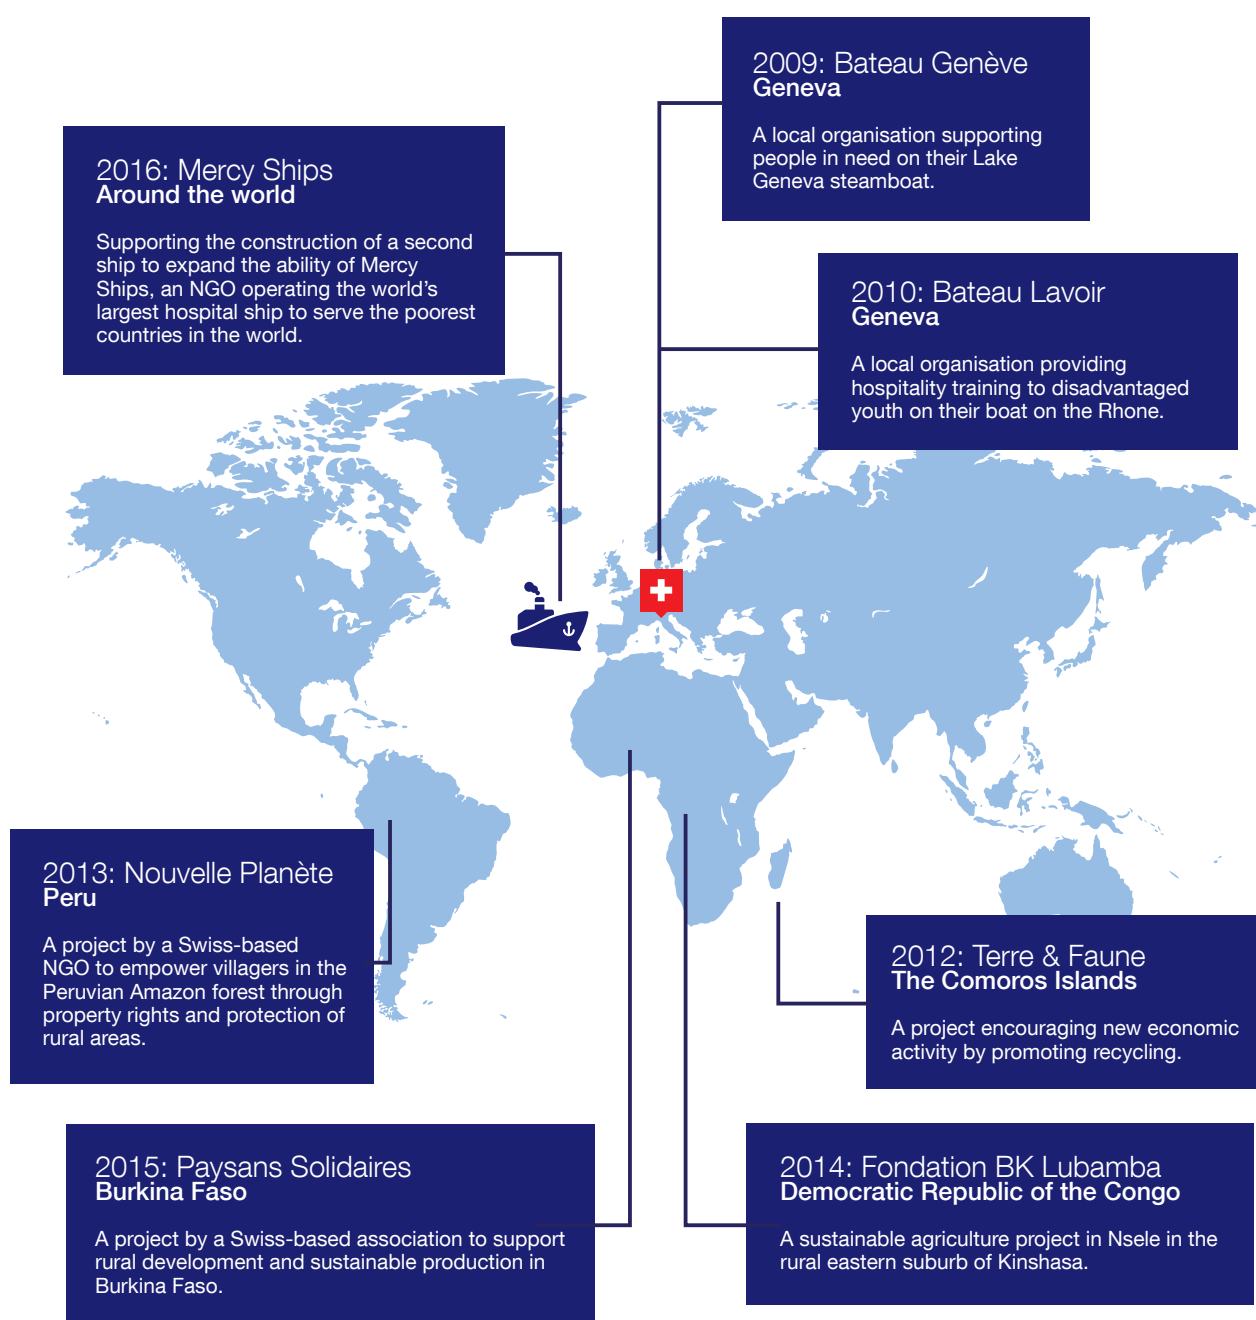 2009: Bateau Genève
Geneva
A local organisation supporting
people in need on their Lake
Geneva steamboat.
2016: Mercy Ships
Around the world
Supporting the construction of a second
ship to expand the ability of Mercy
Ships, an NGO operating the world's
largest hospital ship to serve the poorest
countries in the world.
2010: Bateau Lavoir
Geneva
A local organisation providing
hospitality training to disadvantaged
youth on their boat on the Rhone.
2013: Nouvelle Planète
Peru
A project by a Swiss-based
NGO to empower villagers in the
Peruvian Amazon forest through
property rights and protection of
rural areas.
2012: Terre & Faune
The Comoros Islands
A project encouraging new economic
activity by promoting recycling.
2015: Paysans Solidaires
Burkina Faso
A project by a Swiss-based association to support
rural development and sustainable production in
Burkina Faso.
2014: Fondation BK Lubamba
Democratic Republic of the Congo
A sustainable agriculture project in Nsele in the
rural eastern suburb of Kinshasa.